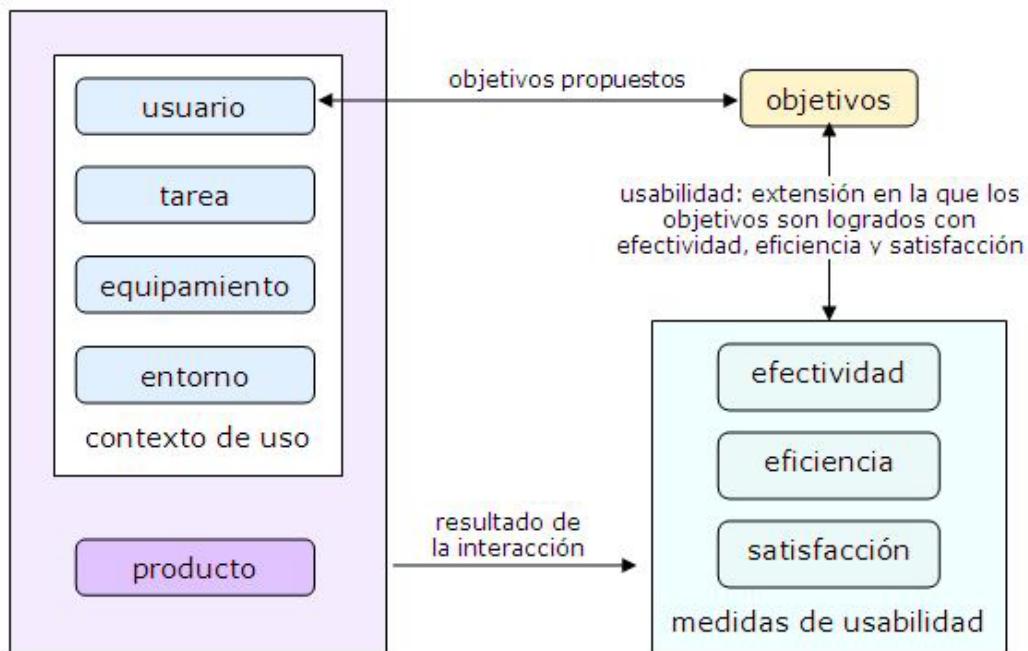 usuario
tarea
equipamiento
entorno
contexto de uso
producto
objetivos propuestos
objetivos
usabilidad: extensión en la que los
objetivos son logrados con
efectividad, eficiencia y satisfacción
resultado de
la interacción
efectividad
eficiencia
satisfacción
medidas de usabilidad